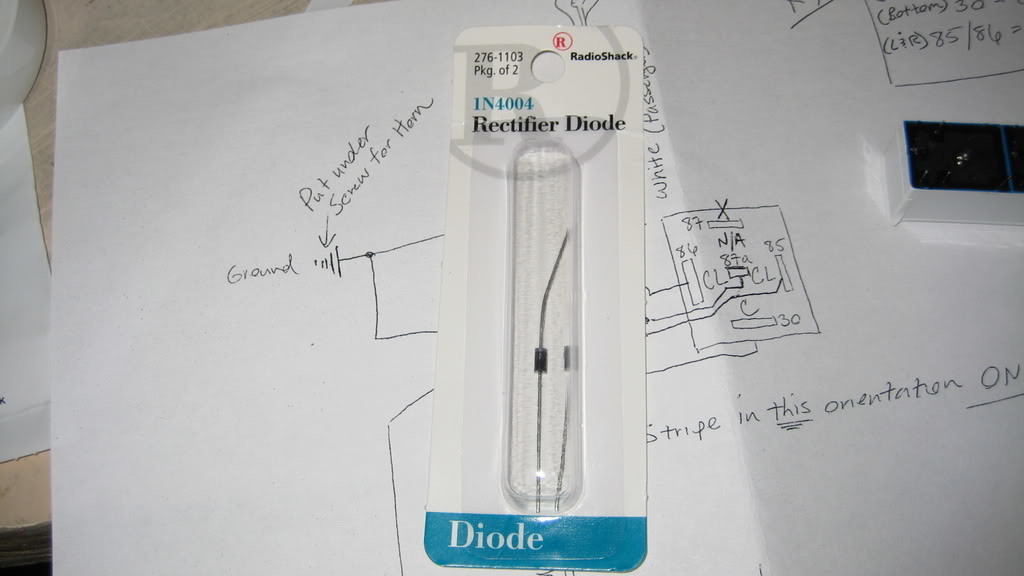 (Bottom) 30 =
(L&R) 85/86 =
276-1103
Pkg. of 2
RadioShack
1N4004
Rectifier Diode
Put under
Screw for Horn
Ground
White
X
87
N/A
87a
86
85
CL
CL
C
30
Stripe in this orientation ON
Diode